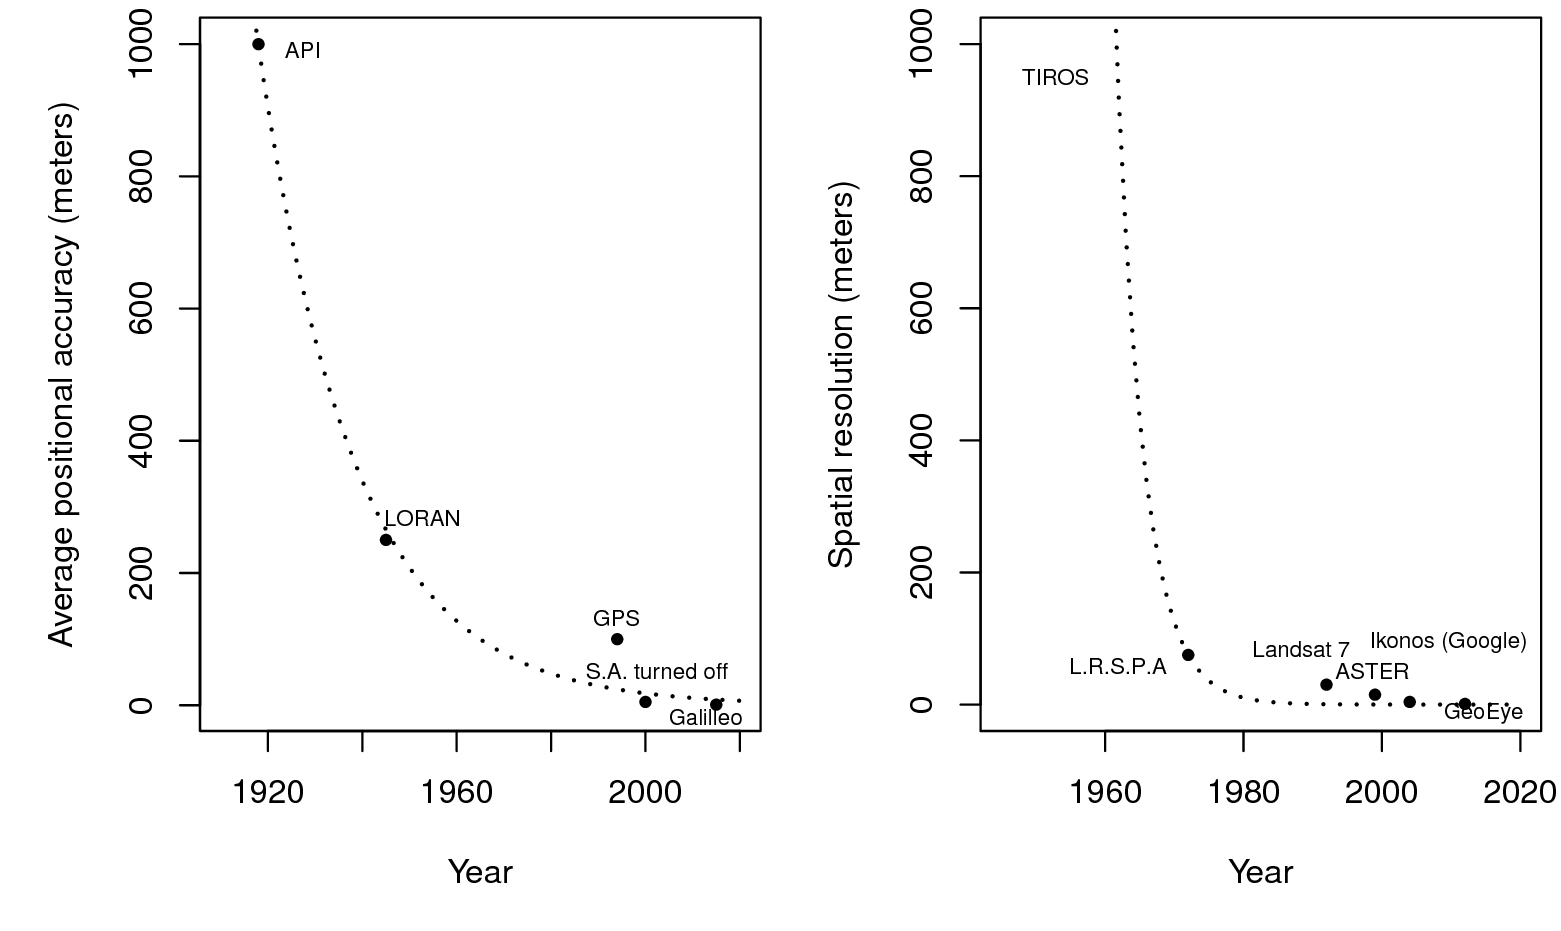 Average positional accuracy (meters)
1000
800
600
400
200
0
API
LORAN
GPS
S.A. turned off
Galilleo
1920
1960
2000
Year
Spatial resolution (meters)
1000
800
600
400
200
0
TIROS
L.R.S.P.A
Landsat 7
Ikonos (Google)
ASTER
GeoEye
1960
1980
2000
2020
Year